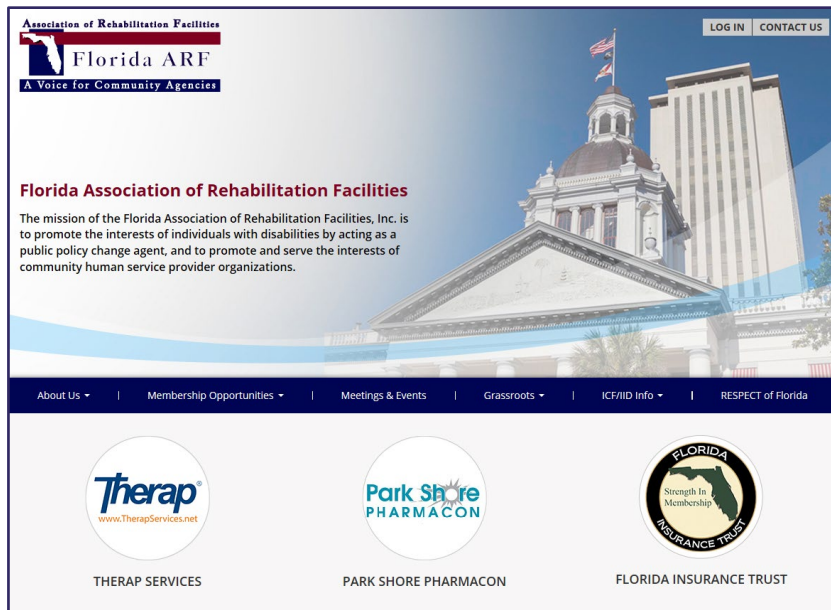 Association of Rehabilitation Facilities
Florida ARF
A Voice for Community Agencies
LOG IN
CONTACT US
Florida Association of Rehabilitation Facilities
The mission of the Florida Association of Rehabilitation Facilities, Inc. is
to promote the interests of individuals with disabilities by acting as a
public policy change agent, and to promote and serve the interests of
community human service provider organizations.
About Us | Membership Opportunities | Meetings & Events | Grassroots | ICF/IID Info | RESPECT of Florida
Therap®
www.TherapServices.net
THERAP SERVICES
Park Shore
PHARMACON
PARK SHORE PHARMACON
FLORIDA
Strength In
Membership
INSURANCE TRUST
FLORIDA INSURANCE TRUST